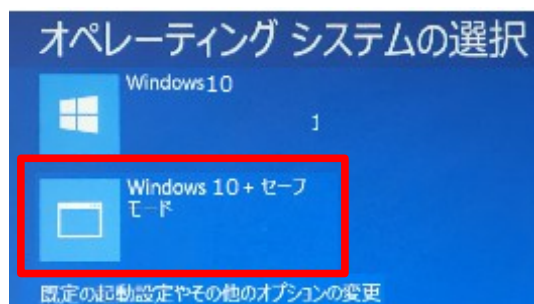 オペレーティング システムの選択
Windows10
1
Windows 10 + セーフ
モード
既定の起動設定やその他のオプションの変更